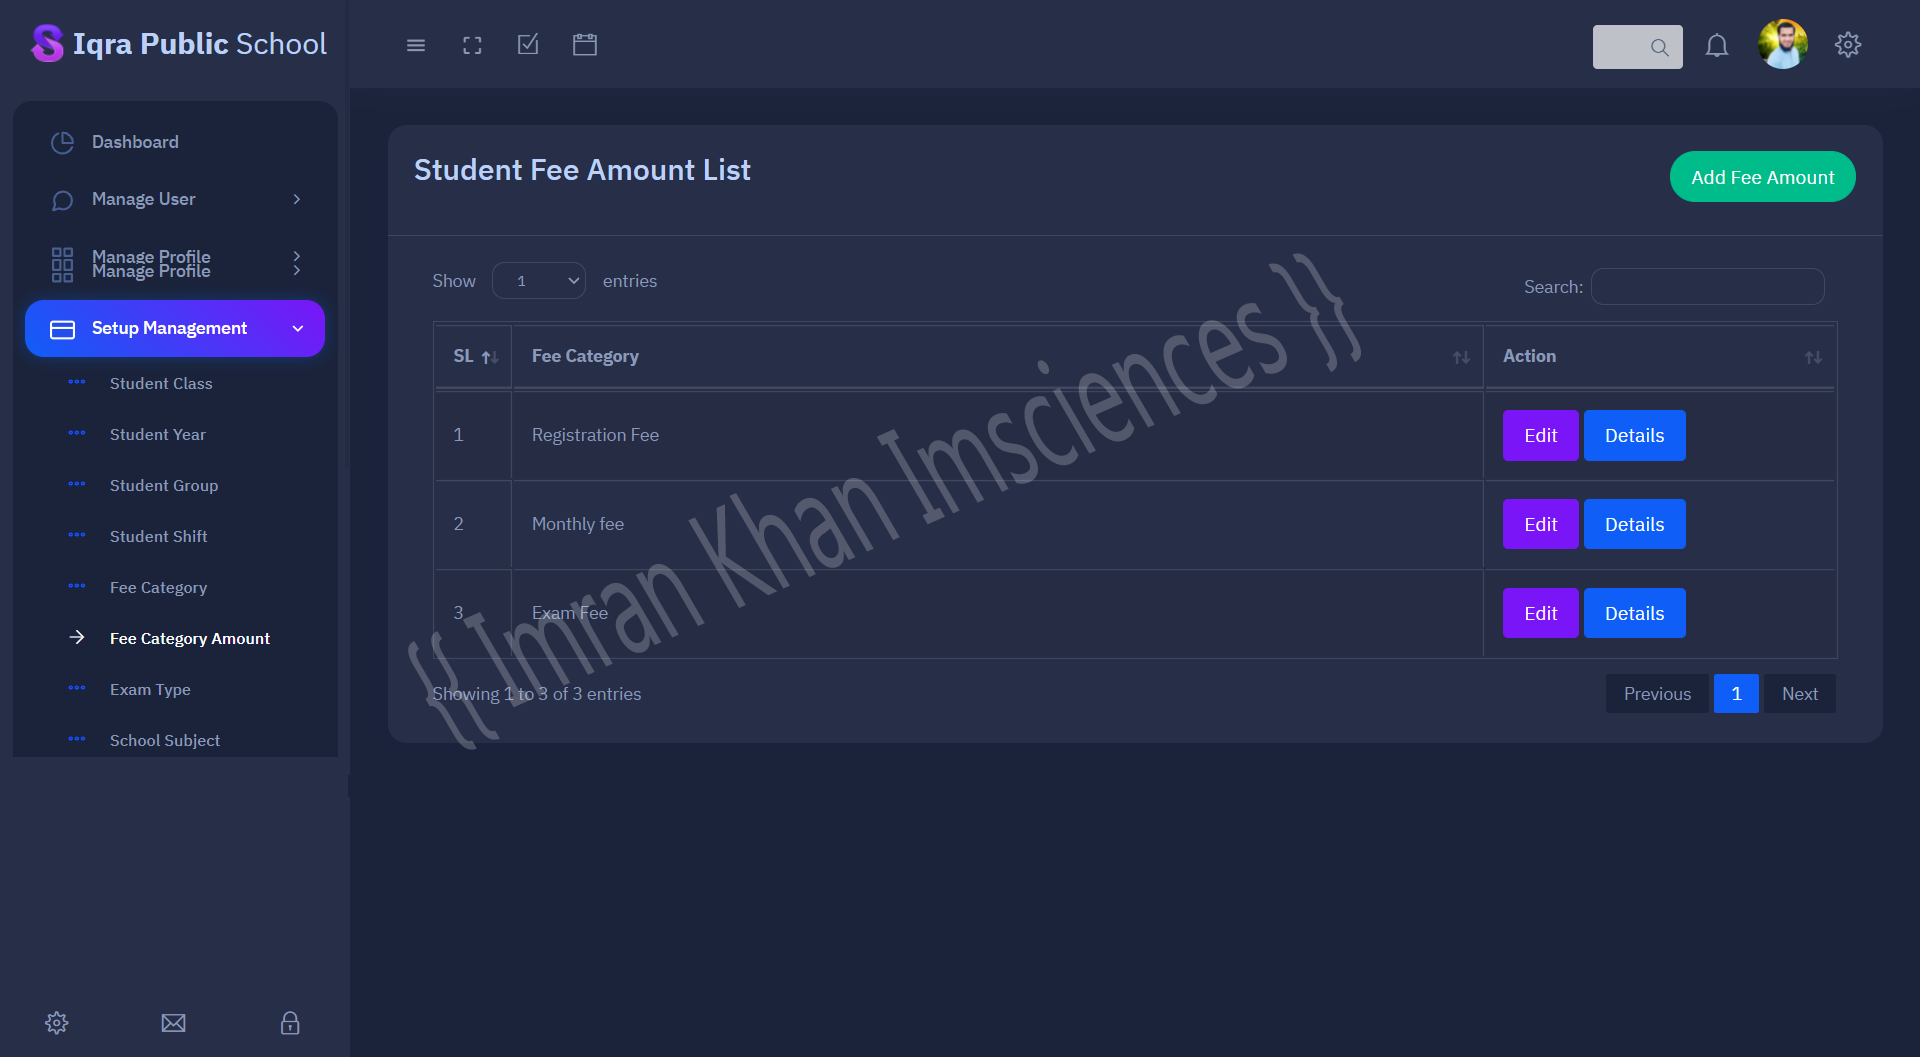 Iqra Public School
Dashboard
Manage User
Manage Profile
Manage Profile
Setup Management
Student Class
Student Year
Student Group
Student Shift
Fee Category
Fee Category Amount
Exam Type
School Subject
Student Fee Amount List
Add Fee Amount
Show 1 entries
Search:
SL Fee Category Action
1 Registration Fee Edit Details
2 Monthly fee Edit Details
3 Exam Fee Edit Details
Showing 1 to 3 of 3 entries
Previous 1 Next
{{ Imran Khan Imsciences }}